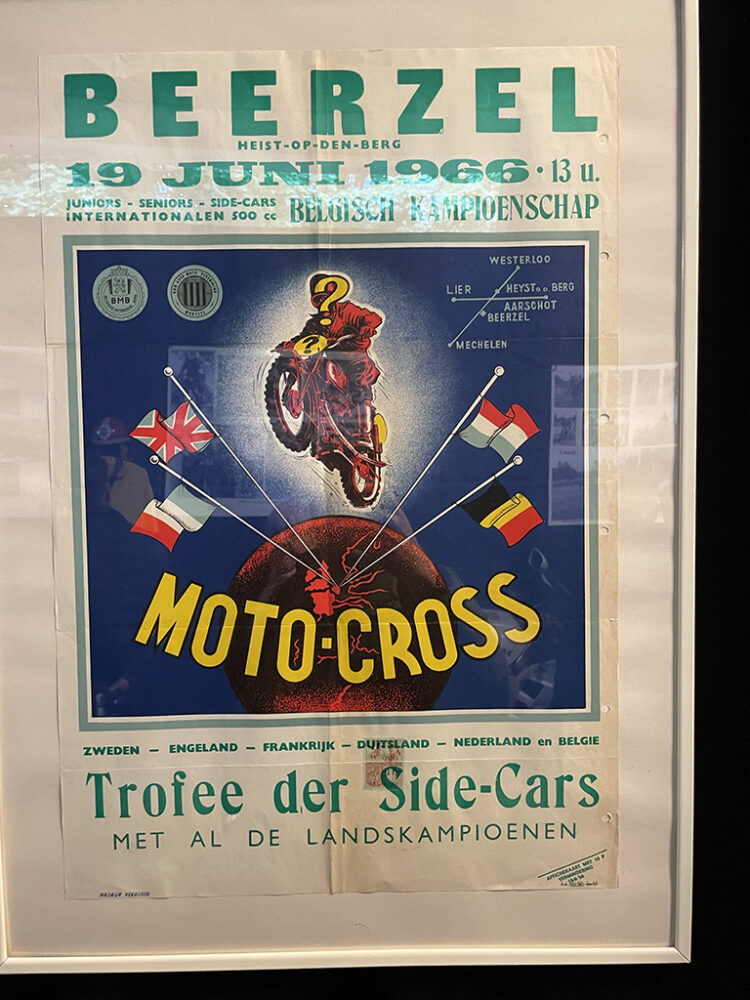 BEERZEL
HEIST-OP-DEN-BERG
19 JUNI 1966 · 13 u.
JUNIORS - SENIORS - SIDE-CARS
INTERNATIONALEN 500 cc
BELGISCH KAMPIOENSCHAP
BMB
WESTERLOO
LIER
HEYST o.d. BERG
AARSCHOT
BEERZEL
MECHELEN
?
?
MOTO-CROSS
ZWEDEN — ENGELAND — FRANKRIJK — DUITSLAND — NEDERLAND en BELGIE
Trofee der Side-Cars
MET AL DE LANDSKAMPIOENEN